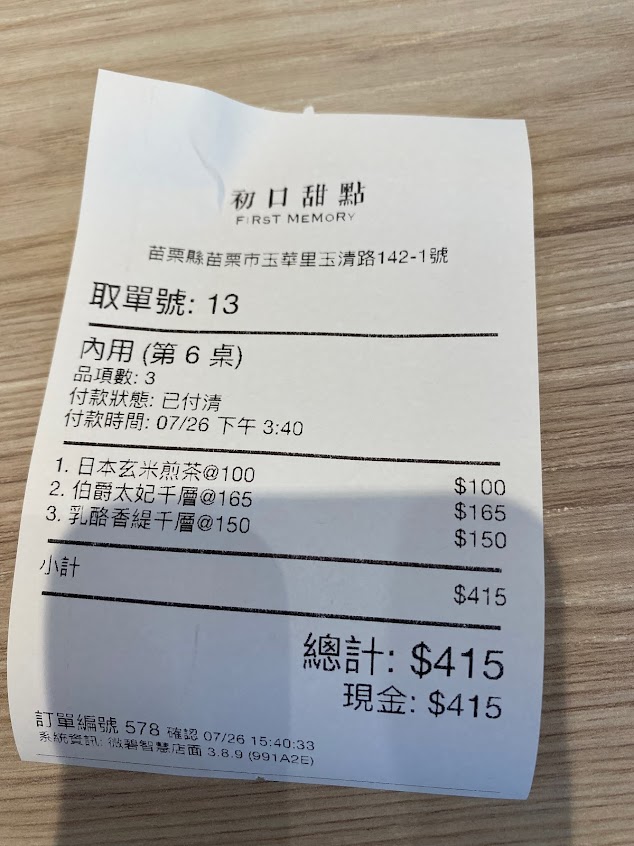 初口甜點
FIRST MEMORY
苗栗縣苗栗市玉華里玉清路142-1號
取單號: 13
內用 (第 6 桌)
品項數: 3
付款狀態: 已付清
付款時間: 07/26 下午 3:40
1. 日本玄米煎茶@100 $100
2. 伯爵太妃千層@165 $165
3. 乳酪香緹千層@150 $150
小計 $415
總計: $415
現金: $415
訂單編號 578 確認 07/26 15:40:33
系統資訊: 微碧智慧店面 3.8.9 (991A2E)